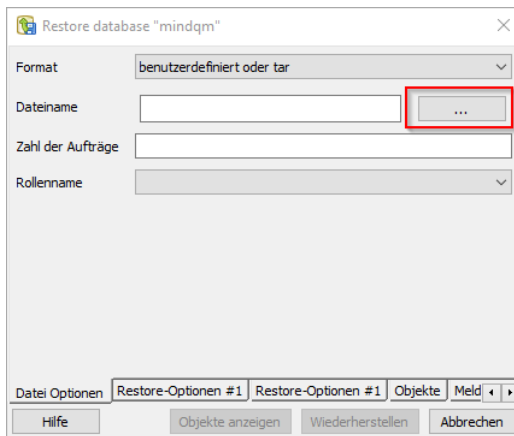 Restore database "mindqm"
Format benutzerdefiniert oder tar
Dateiname ...
Zahl der Aufträge
Rollenname
Datei Optionen Restore-Optionen #1 Restore-Optionen #1 Objekte Meld
Hilfe Objekte anzeigen Wiederherstellen Abbrechen